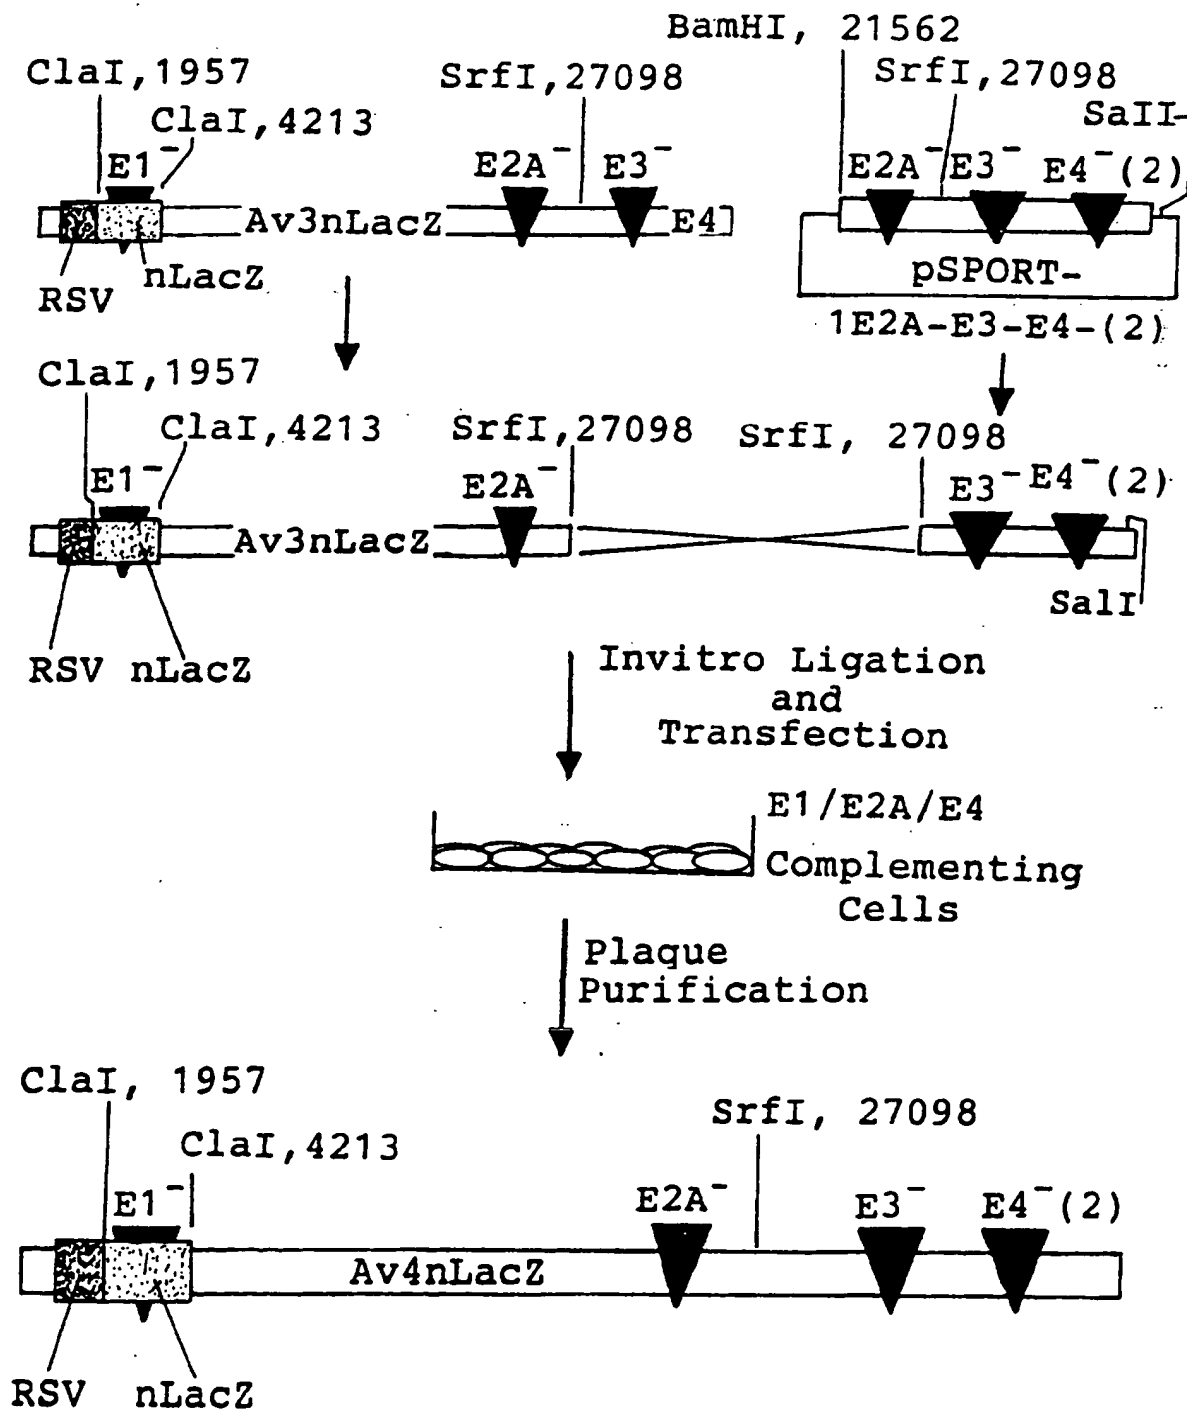 BamHI, 21562
ClaI,1957
SrfI,27098
SrfI,27098
ClaI,4213
SaII
E1⁻
E2A⁻
E3⁻
E2A⁻
E3⁻
E4⁻(2)
Av3nLacZ
E4
RSV
nLacZ
pSPORT-
1E2A-E3-E4-(2)
ClaI,1957
ClaI,4213
SrfI,27098
SrfI, 27098
E1⁻
E2A⁻
E3⁻
E4⁻(2)
Av3nLacZ
SalI
RSV
nLacZ
Invitro Ligation
and
Transfection
E1/E2A/E4
Complementing
Cells
Plaque
Purification
ClaI, 1957
SrfI, 27098
ClaI,4213
E1⁻
E2A⁻
E3⁻
E4⁻(2)
Av4nLacZ
RSV
nLacZ